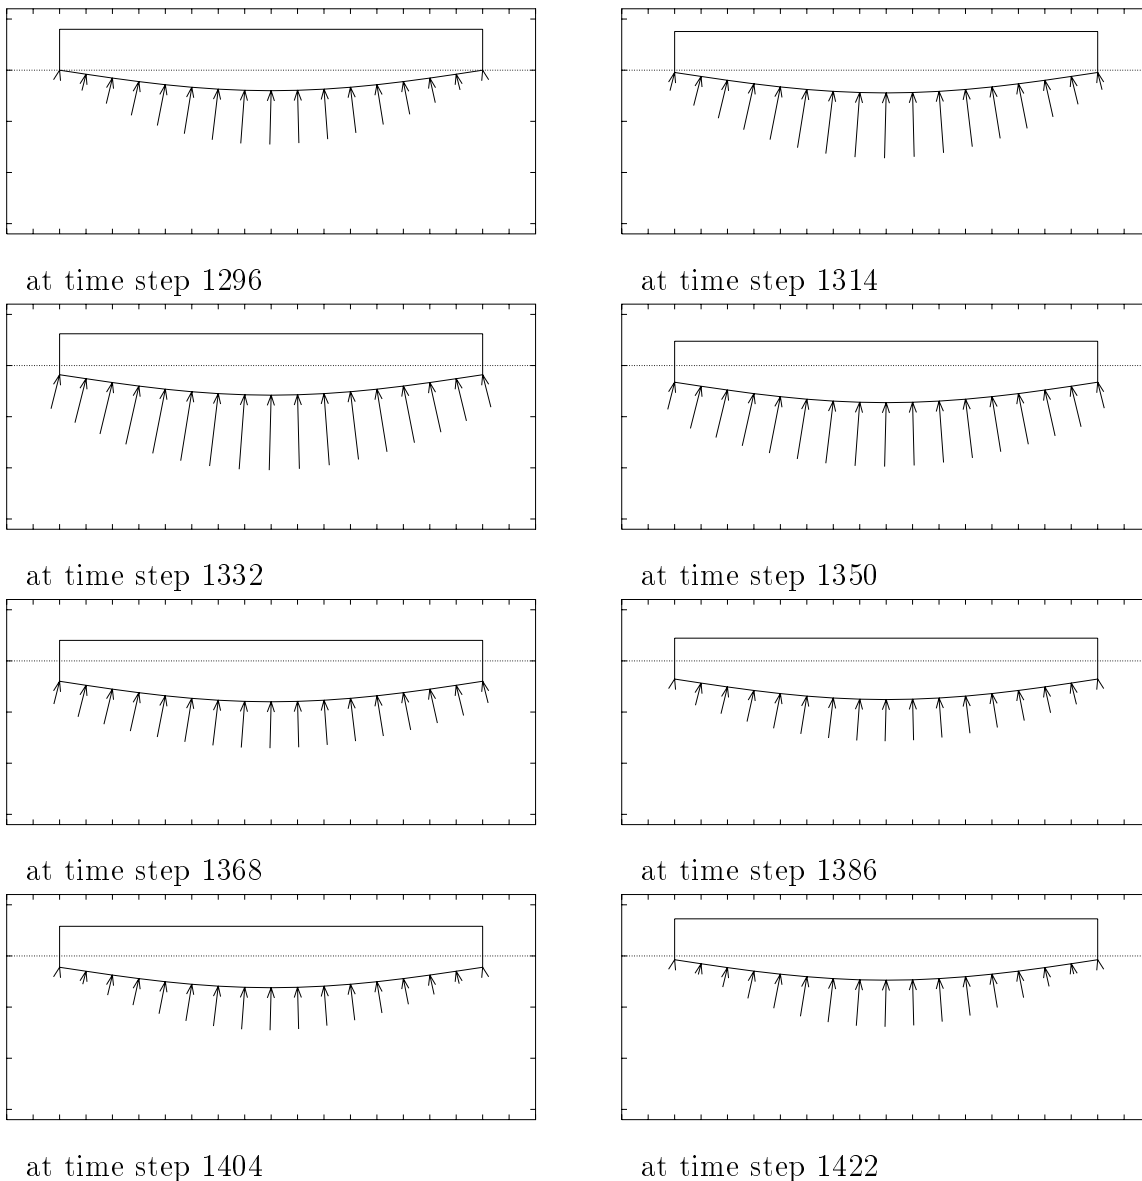 at time step 1296
at time step 1314
at time step 1332
at time step 1350
at time step 1368
at time step 1386
at time step 1404
at time step 1422